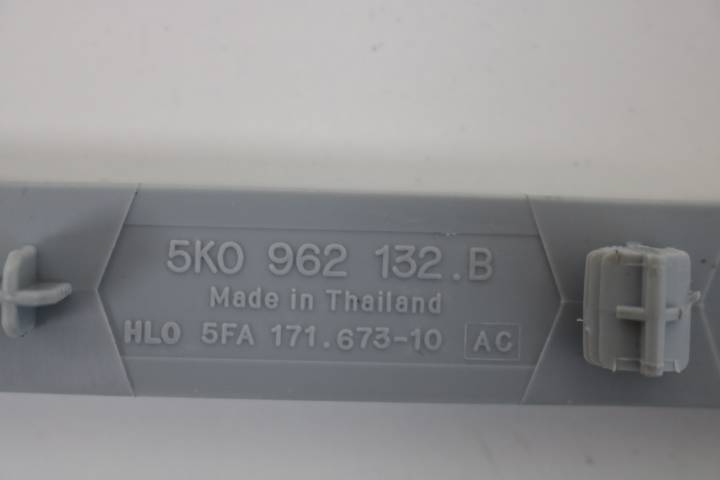 5K0 962 132.B
Made in Thailand
HLO 5FA 171.673-10 AC